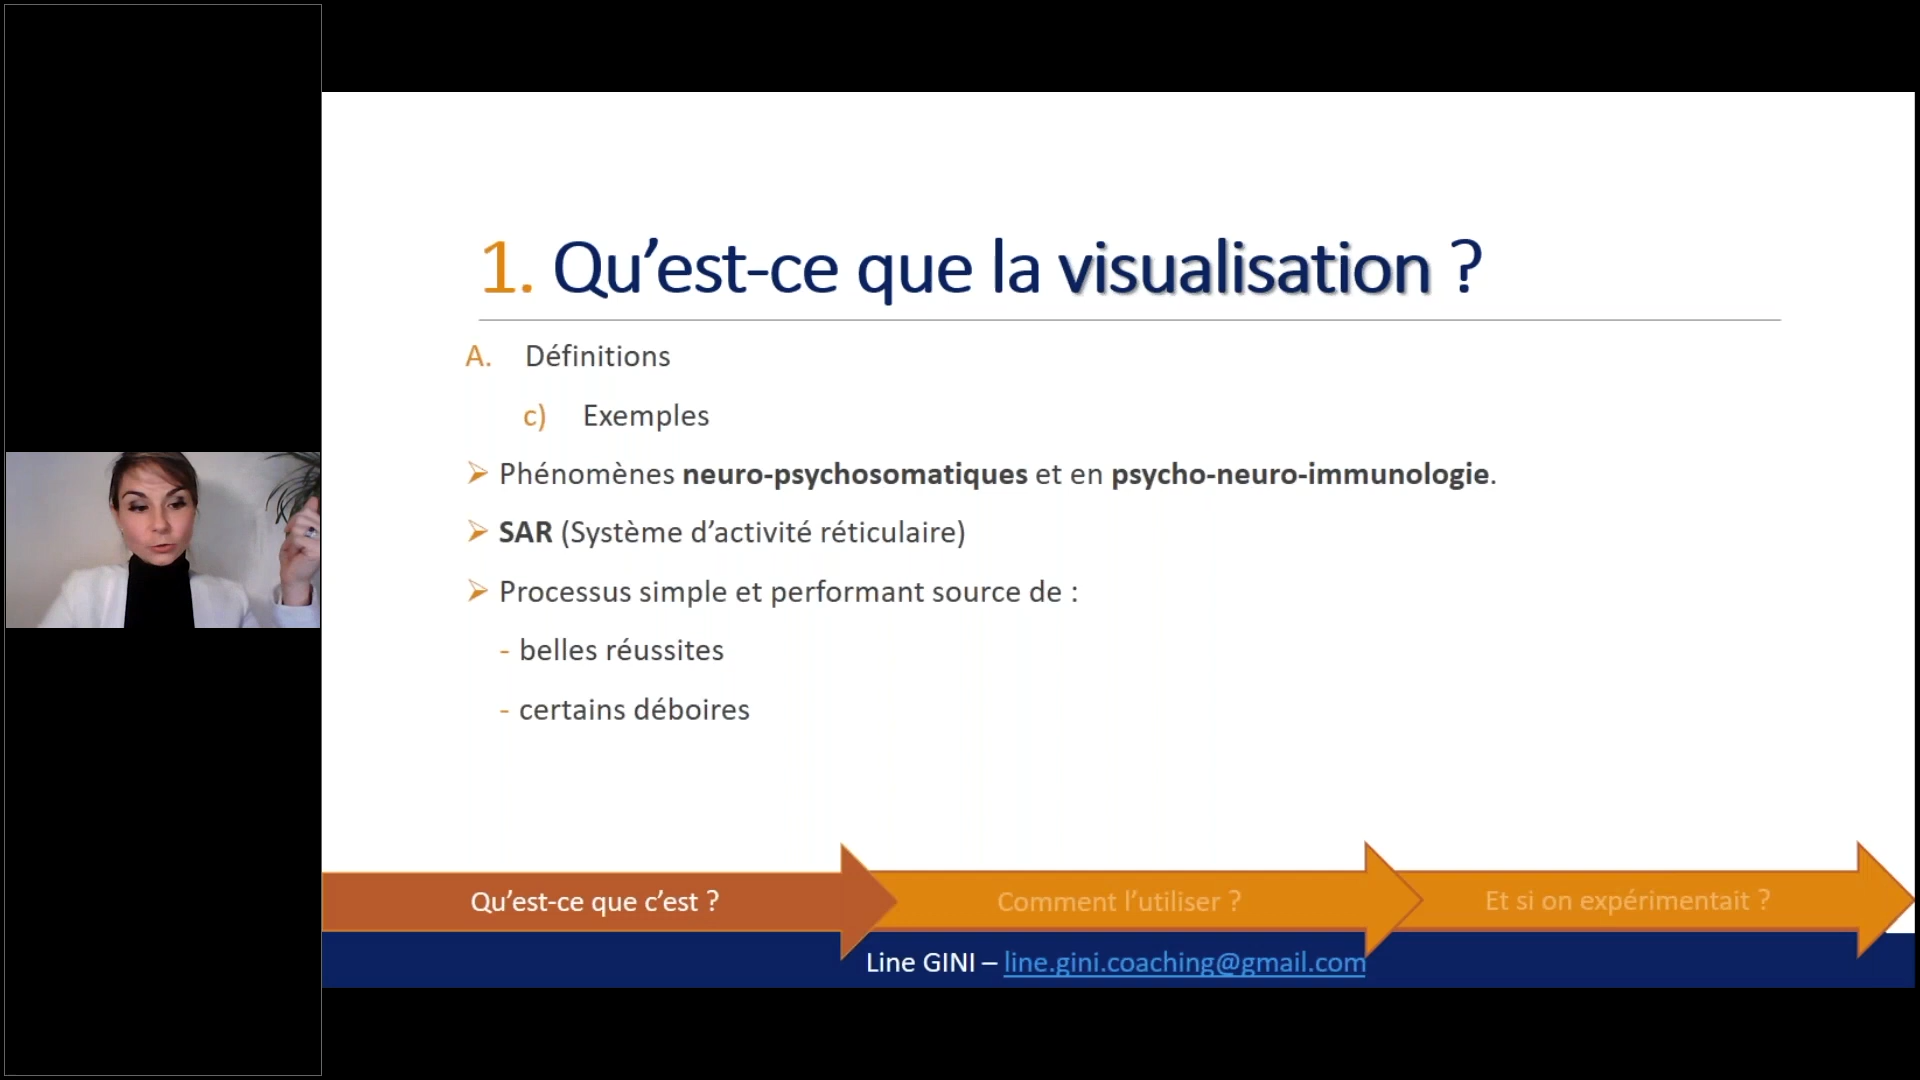 1. Qu’est-ce que la visualisation ?
A. Définitions
c) Exemples
➢ Phénomènes neuro-psychosomatiques et en psycho-neuro-immunologie.
➢ SAR (Système d’activité réticulaire)
➢ Processus simple et performant source de :
- belles réussites
- certains déboires
Qu’est-ce que c’est ?
Comment l’utiliser ?
Et si on expérimentait ?
Line GINI – line.gini.coaching@gmail.com